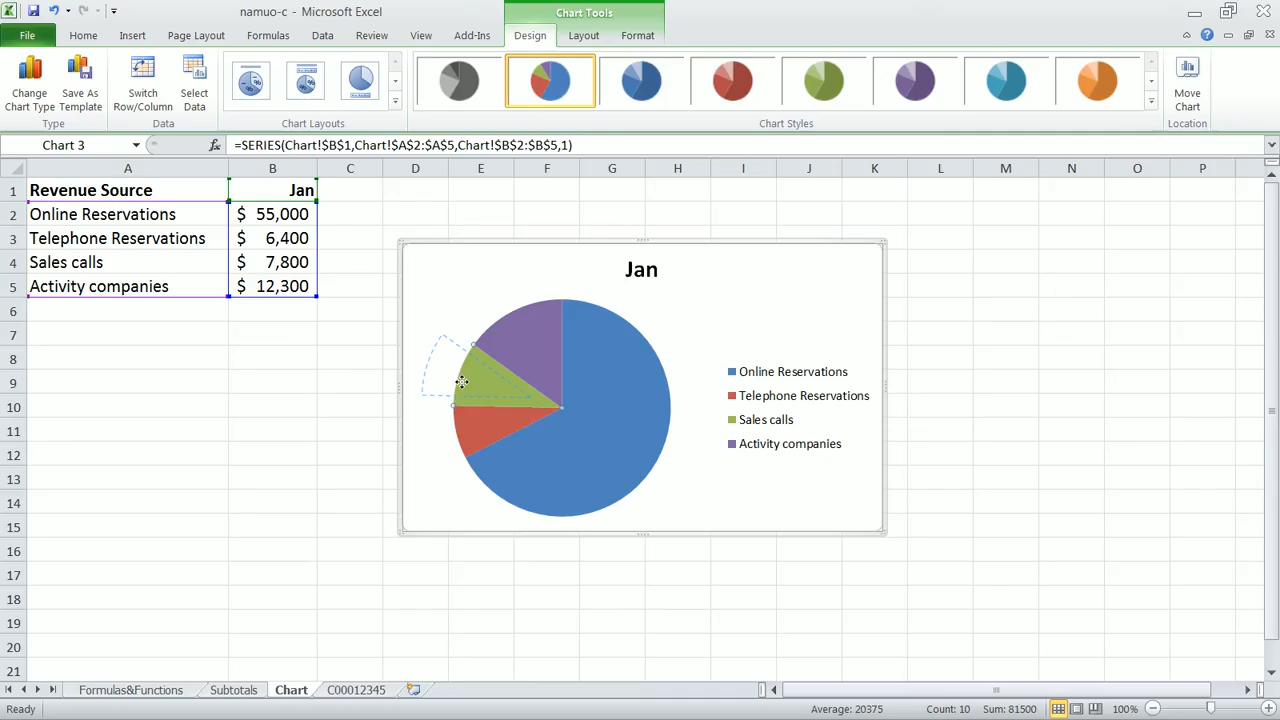 namuo-c - Microsoft Excel
Chart Tools
File Home Insert Page Layout Formulas Data Review View Add-Ins Design Layout Format
Change Chart Type
Save As Template
Switch Row/Column
Select Data
Move Chart
Type Data Chart Layouts Chart Styles Location
Chart 3 fx =SERIES(Chart!$B$1,Chart!$A$2:$A$5,Chart!$B$2:$B$5,1)
A B C D E F G H I J K L M N O P
1 Revenue Source Jan
2 Online Reservations $ 55,000
3 Telephone Reservations $ 6,400
4 Sales calls $ 7,800
5 Activity companies $ 12,300
6
7
8
9
10
11
12
13
14
15
16
17
18
19
20
21
Jan
Online Reservations
Telephone Reservations
Sales calls
Activity companies
Formulas&Functions Subtotals Chart C00012345
Ready Average: 20375 Count: 10 Sum: 81500 100%